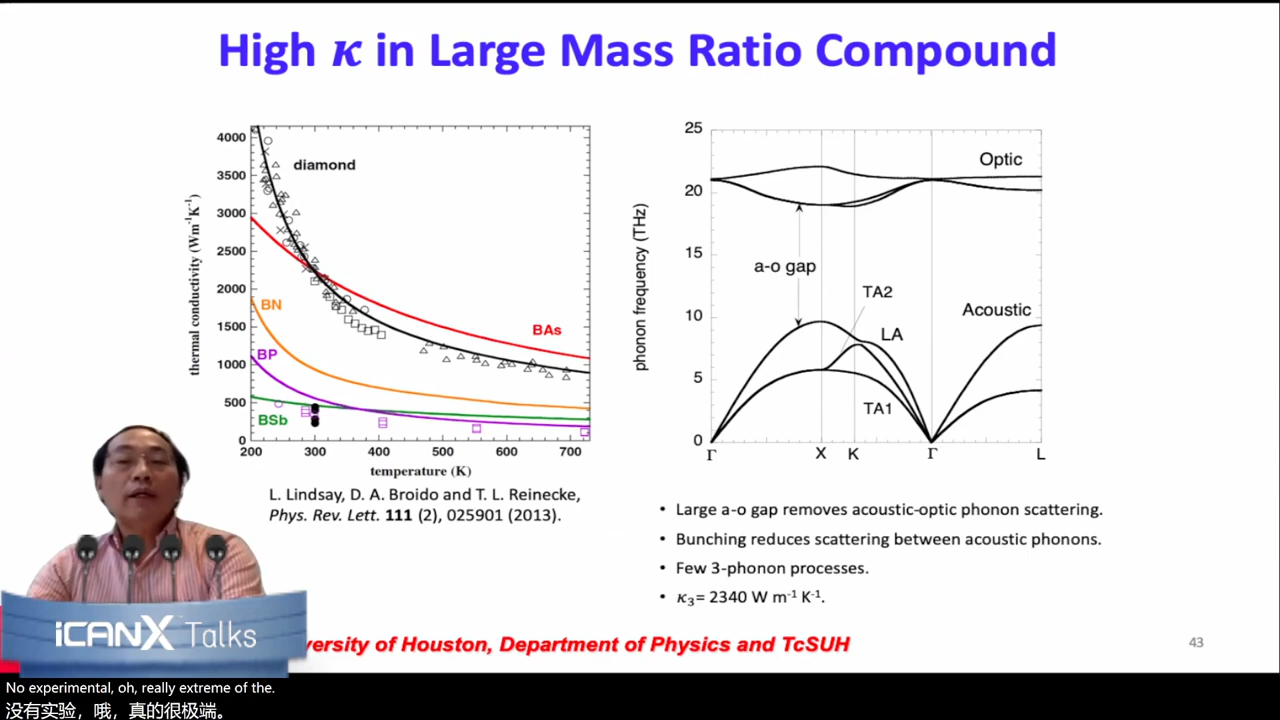 High κ in Large Mass Ratio Compound
4000
3500
3000
2500
2000
1500
1000
500
0
thermal conductivity (Wm⁻¹K⁻¹)
diamond
BN
BP
BSb
BAs
200 300 400 500 600 700
temperature (K)
L. Lindsay, D. A. Broido and T. L. Reinecke,
Phys. Rev. Lett. 111 (2), 025901 (2013).
25
20
15
10
5
0
phonon frequency (THz)
Optic
a-o gap
TA2
Acoustic
LA
TA1
Γ X K Γ L
• Large a-o gap removes acoustic-optic phonon scattering.
• Bunching reduces scattering between acoustic phonons.
• Few 3-phonon processes.
• κ₃= 2340 W m⁻¹ K⁻¹.
iCANX Talks
versity of Houston, Department of Physics and TcSUH
43
No experimental, oh, really extreme of the.
没有实验，哦，真的很极端。